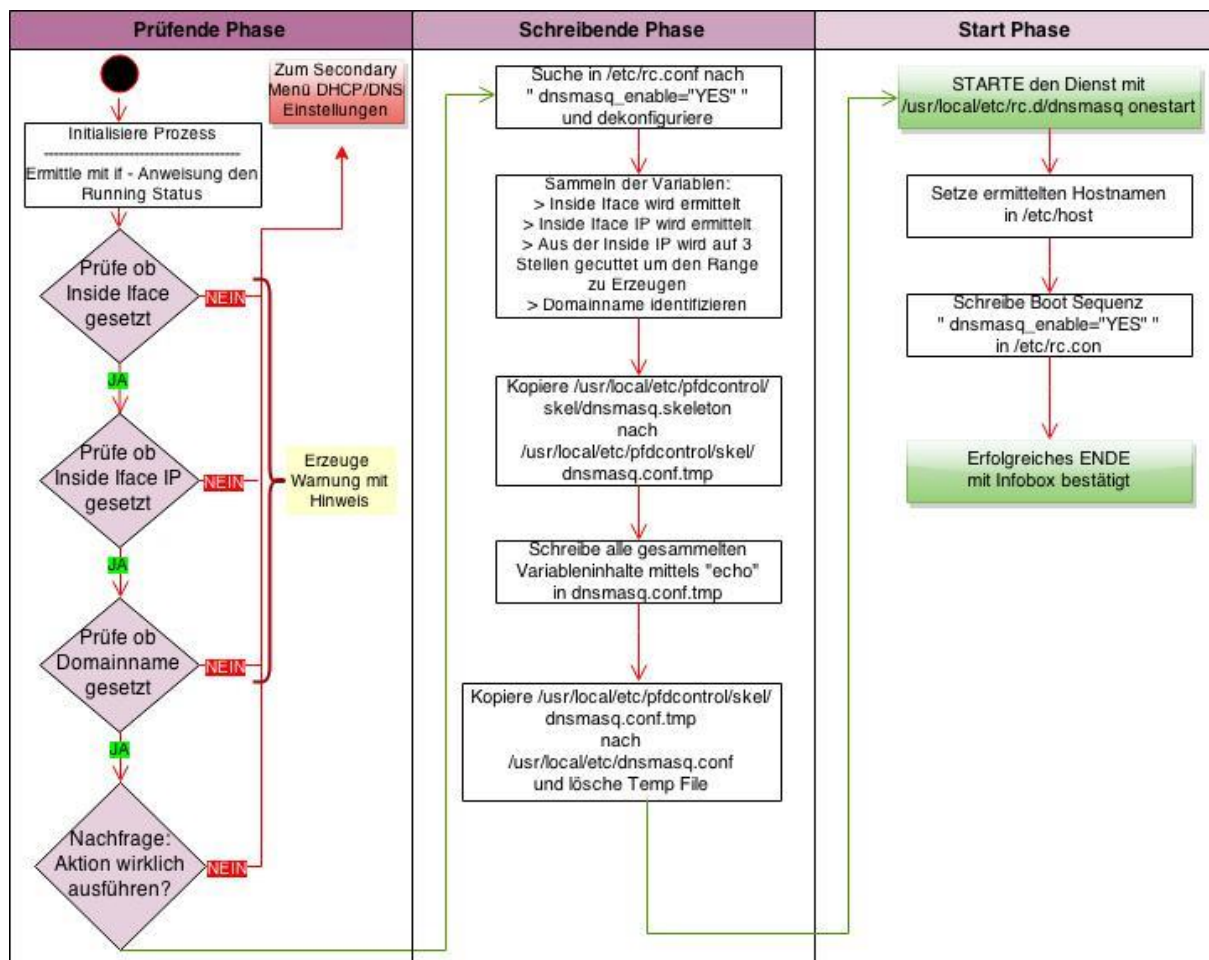 Prüfende Phase
Zum Secondary
Menü DHCP/DNS
Einstellungen
Initialisiere Prozess
----------------------------------------
Ermittle mit if - Anweisung den
Running Status
Prüfe ob
Inside Iface
gesetzt
NEIN
JA
Prüfe ob
Inside Iface IP
gesetzt
NEIN
Erzeuge
Warnung mit
Hinweis
JA
Prüfe ob
Domainname
gesetzt
NEIN
JA
Nachfrage:
Aktion wirklich
ausführen?
NEIN
Schreibende Phase
Suche in /etc/rc.conf nach
" dnsmasq_enable="YES" "
und dekonfiguriere
Sammeln der Variablen:
> Inside Iface wird ermittelt
> Inside Iface IP wird ermittelt
> Aus der Inside IP wird auf 3
Stellen gecuttet um den Range
zu Erzeugen
> Domainname identifizieren
Kopiere /usr/local/etc/pfdcontrol/
skel/dnsmasq.skeleton
nach
/usr/local/etc/pfdcontrol/skel/
dnsmasq.conf.tmp
Schreibe alle gesammelten
Variableninhalte mittels "echo"
in dnsmasq.conf.tmp
Kopiere /usr/local/etc/pfdcontrol/skel/
dnsmasq.conf.tmp
nach
/usr/local/etc/dnsmasq.conf
und lösche Temp File
Start Phase
STARTE den Dienst mit
/usr/local/etc/rc.d/dnsmasq onestart
Setze ermittelten Hostnamen
in /etc/host
Schreibe Boot Sequenz
" dnsmasq_enable="YES" "
in /etc/rc.con
Erfolgreiches ENDE
mit Infobox bestätigt